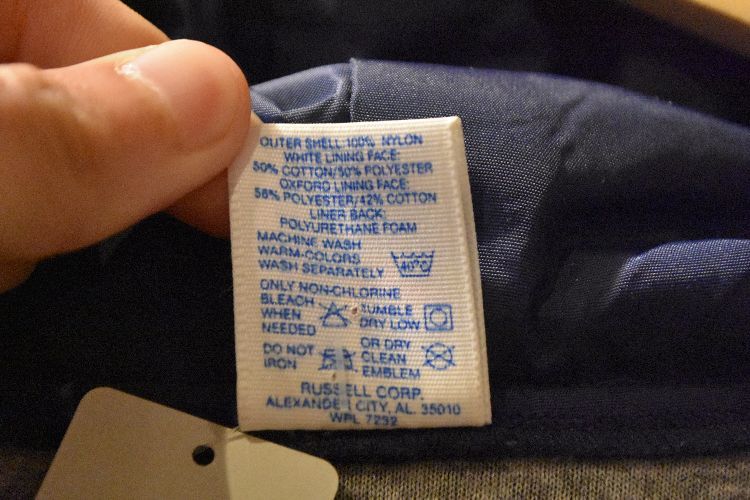 OUTER SHELL 100% NYLON
WHITE LINING FACE:
50% COTTON/50% POLYESTER
OXFORD LINING FACE:
58% POLYESTER/42% COTTON
LINER BACK:
POLYURETHANE FOAM
MACHINE WASH
WARM-COLORS
WASH SEPARATELY 40°C
ONLY NON-CHLORINE
BLEACH
WHEN
NEEDED
TUMBLE
DRY LOW
DO NOT
IRON
OR DRY
CLEAN
EMBLEM
RUSSELL CORP.
ALEXANDER CITY, AL. 35010
WPL 7292